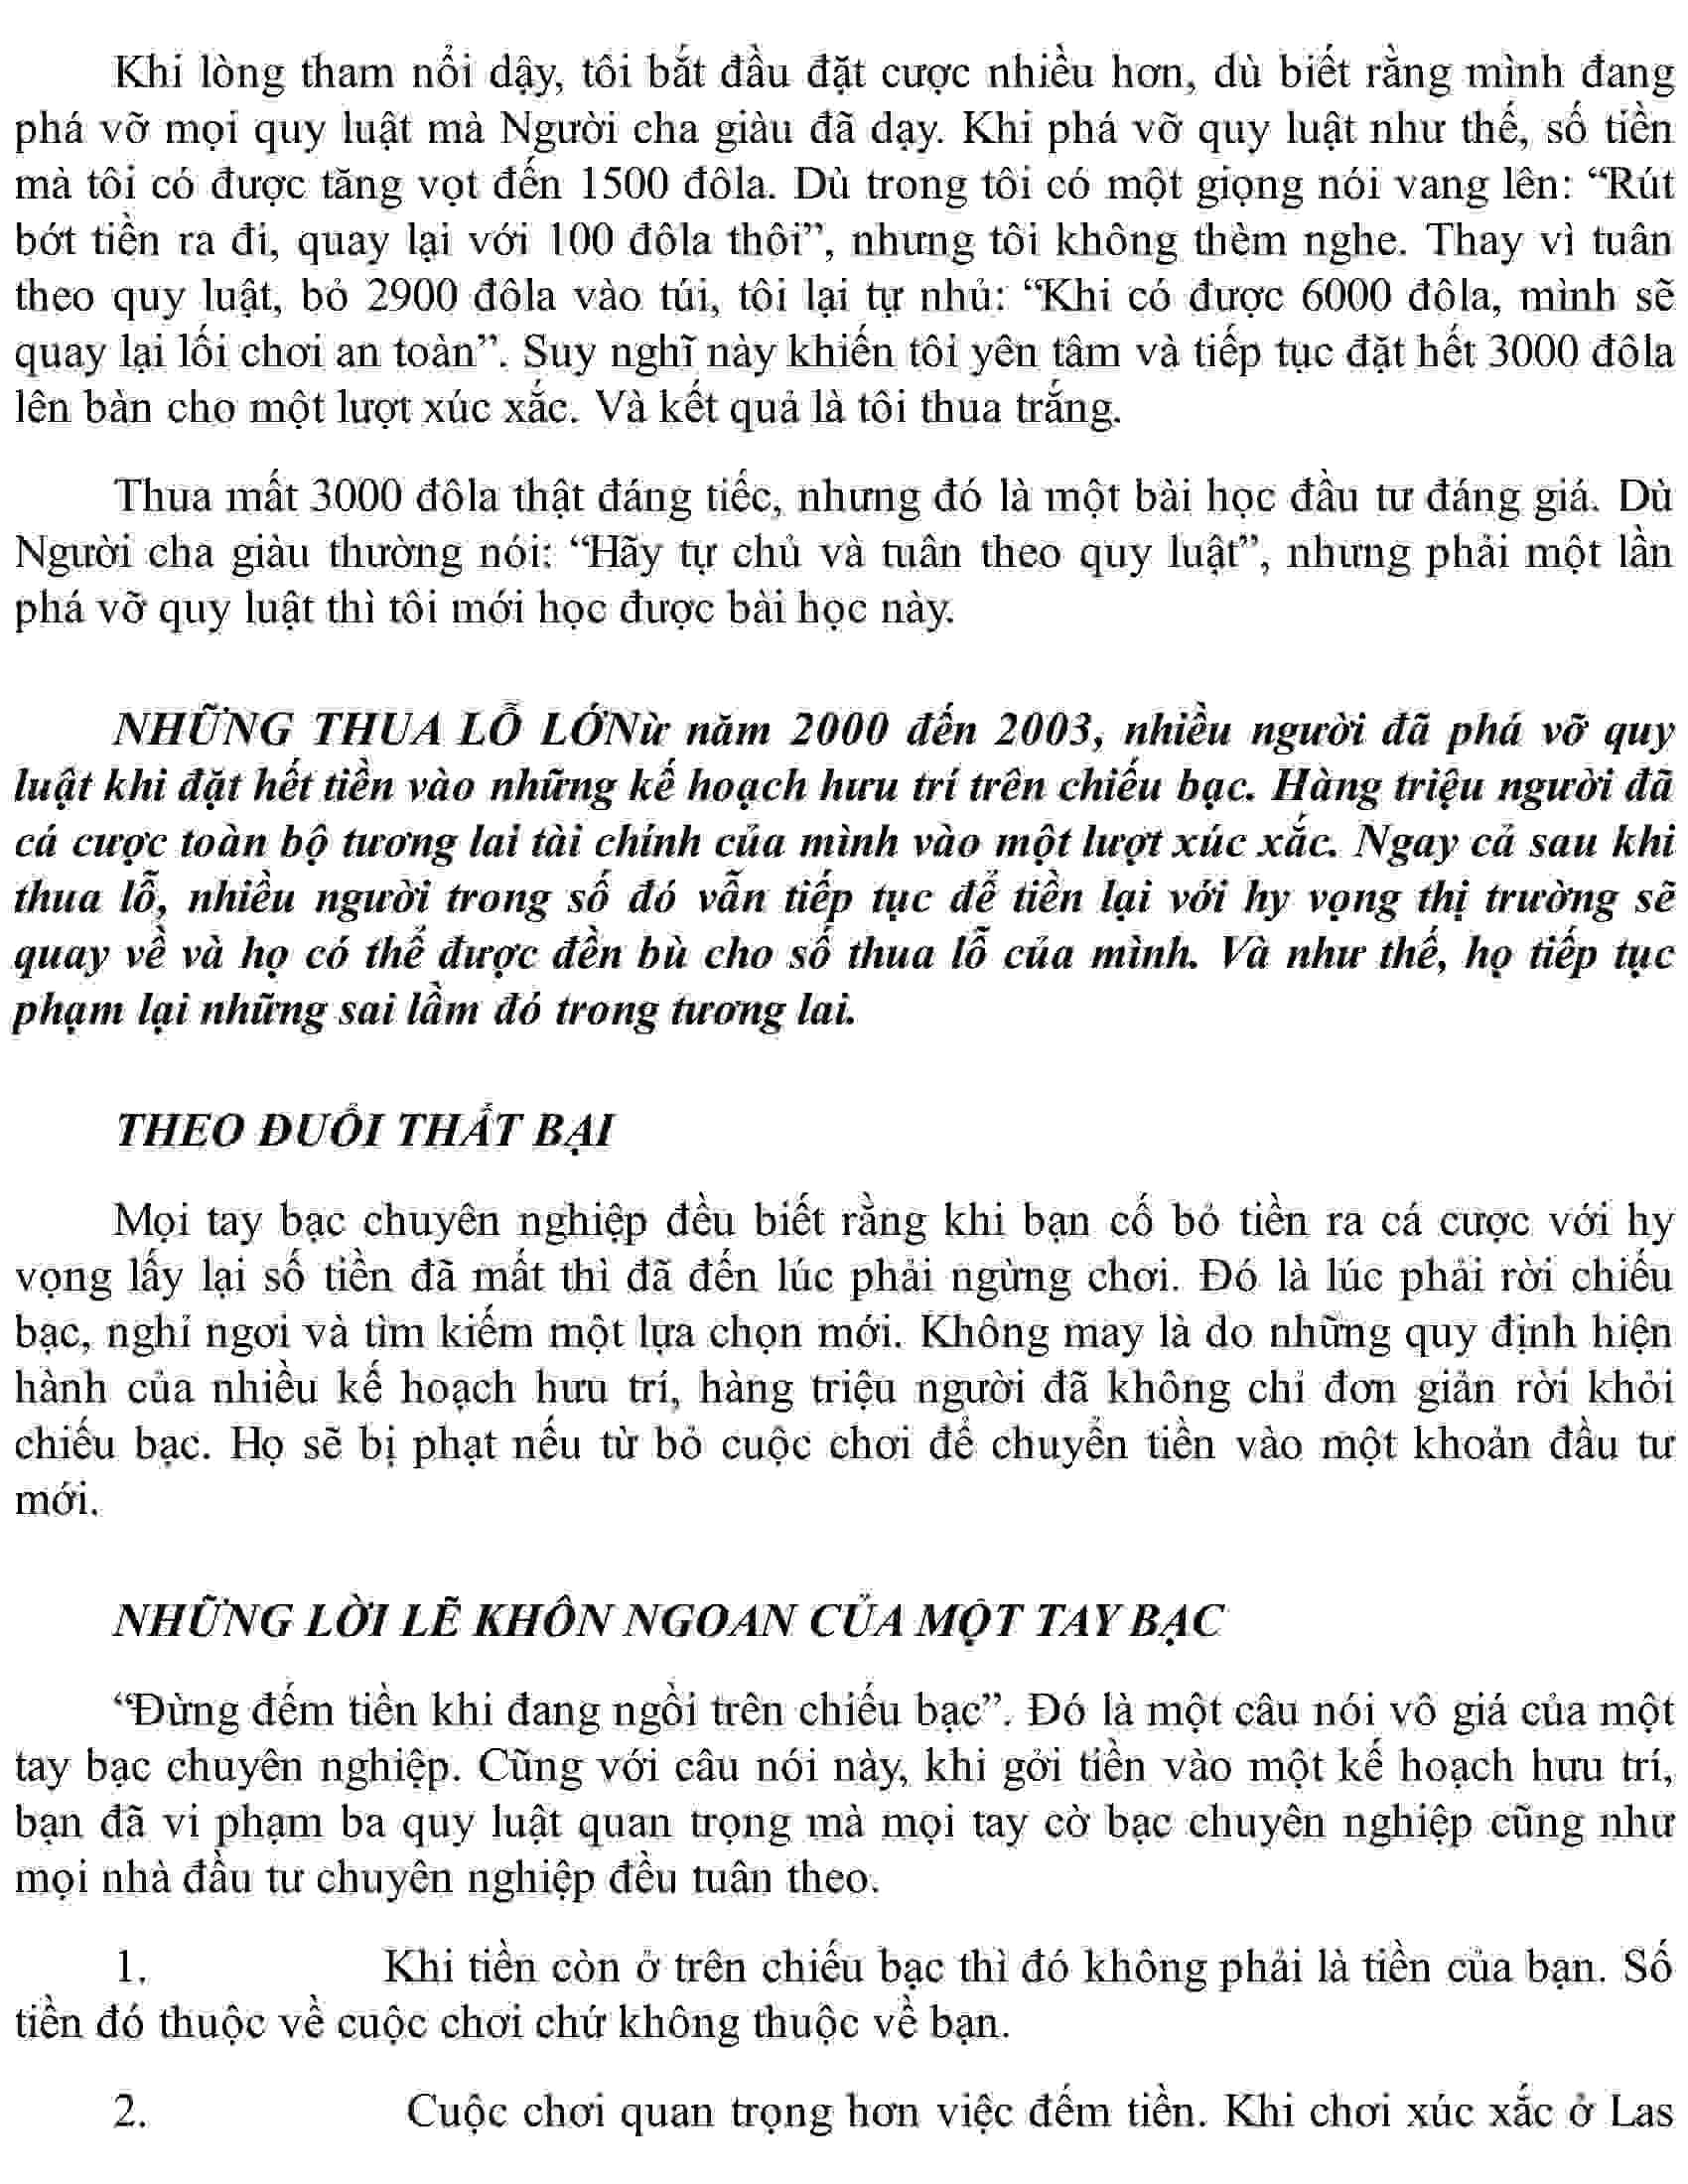 Khi lòng tham nổi dậy, tôi bắt đầu đặt cược nhiều hơn, dù biết rằng mình đang
phá vỡ mọi quy luật mà Người cha giàu đã dạy. Khi phá vỡ quy luật như thế, số tiền
mà tôi có được tăng vọt đến 1500 đôla. Dù trong tôi có một giọng nói vang lên: “Rút
bớt tiền ra đi, quay lại với 100 đôla thôi”, nhưng tôi không thèm nghe. Thay vì tuân
theo quy luật, bỏ 2900 đôla vào túi, tôi lại tự nhủ: “Khi có được 6000 đôla, mình sẽ
quay lại lối chơi an toàn”. Suy nghĩ này khiến tôi yên tâm và tiếp tục đặt hết 3000 đôla
lên bàn cho một lượt xúc xắc. Và kết quả là tôi thua trắng.
Thua mất 3000 đôla thật đáng tiếc, nhưng đó là một bài học đầu tư đáng giá. Dù
Người cha giàu thường nói: “Hãy tự chủ và tuân theo quy luật”, nhưng phải một lần
phá vỡ quy luật thì tôi mới học được bài học này.
NHỮNG THUA LỖ LỚNừ năm 2000 đến 2003, nhiều người đã phá vỡ quy
luật khi đặt hết tiền vào những kế hoạch hưu trí trên chiếu bạc. Hàng triệu người đã
cá cược toàn bộ tương lai tài chính của mình vào một lượt xúc xắc. Ngay cả sau khi
thua lỗ, nhiều người trong số đó vẫn tiếp tục để tiền lại với hy vọng thị trường sẽ
quay về và họ có thể được đền bù cho số thua lỗ của mình. Và như thế, họ tiếp tục
phạm lại những sai lầm đó trong tương lai.
THEO ĐUỔI THẤT BẠI
Mọi tay bạc chuyên nghiệp đều biết rằng khi bạn cố bỏ tiền ra cá cược với hy
vọng lấy lại số tiền đã mất thì đã đến lúc phải ngừng chơi. Đó là lúc phải rời chiếu
bạc, nghỉ ngơi và tìm kiếm một lựa chọn mới. Không may là do những quy định hiện
hành của nhiều kế hoạch hưu trí, hàng triệu người đã không chỉ đơn giản rời khỏi
chiếu bạc. Họ sẽ bị phạt nếu từ bỏ cuộc chơi để chuyển tiền vào một khoản đầu tư
mới.
NHỮNG LỜI LẼ KHÔN NGOAN CỦA MỘT TAY BẠC
“Đừng đếm tiền khi đang ngồi trên chiếu bạc”. Đó là một câu nói vô giá của một
tay bạc chuyên nghiệp. Cũng với câu nói này, khi gởi tiền vào một kế hoạch hưu trí,
bạn đã vi phạm ba quy luật quan trọng mà mọi tay cờ bạc chuyên nghiệp cũng như
mọi nhà đầu tư chuyên nghiệp đều tuân theo.
1. Khi tiền còn ở trên chiếu bạc thì đó không phải là tiền của bạn. Số
tiền đó thuộc về cuộc chơi chứ không thuộc về bạn.
2. Cuộc chơi quan trọng hơn việc đếm tiền. Khi chơi xúc xắc ở Las